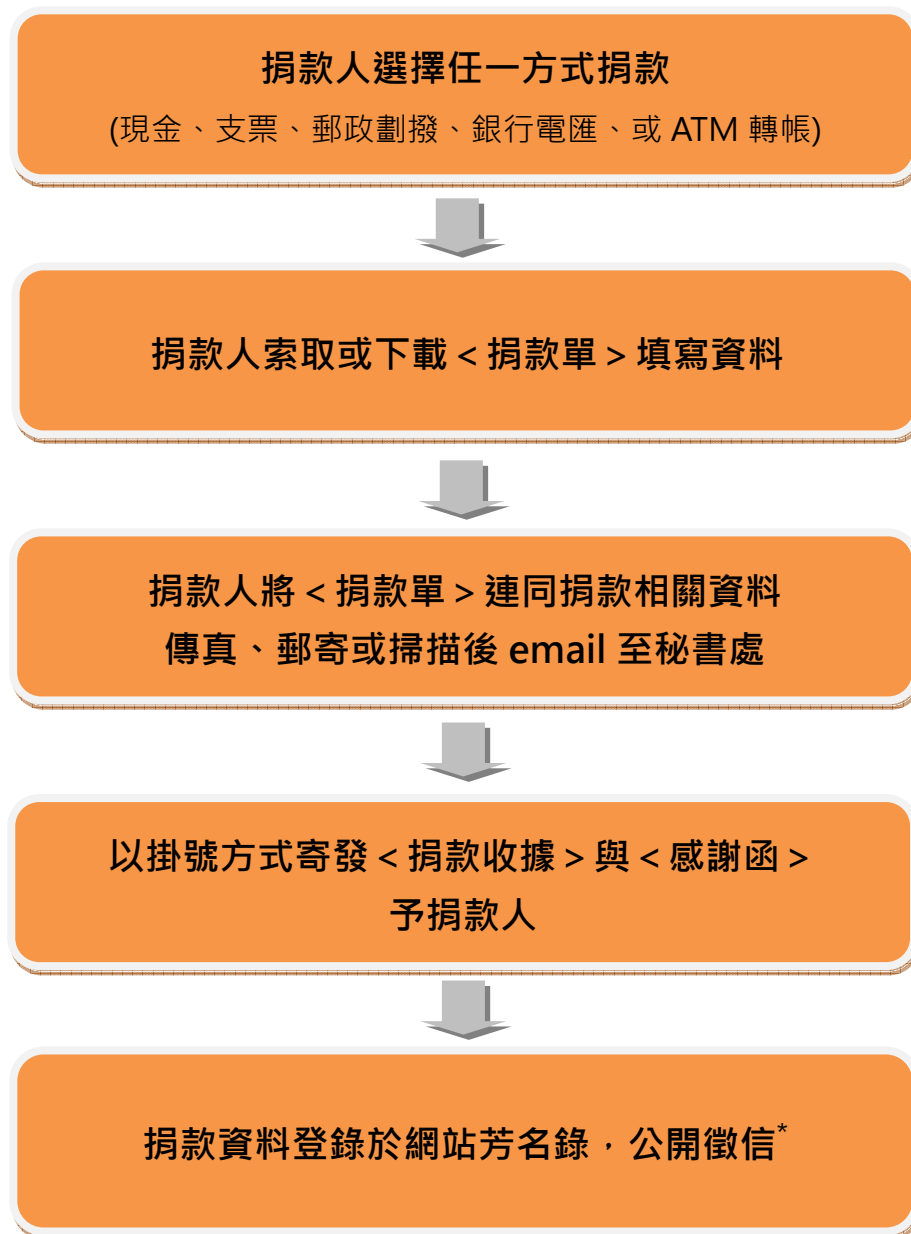 捐款人選擇任一方式捐款
(現金、支票、郵政劃撥、銀行電匯、或 ATM 轉帳)
捐款人索取或下載＜捐款單＞填寫資料
捐款人將＜捐款單＞連同捐款相關資料
傳真、郵寄或掃描後 email 至秘書處
以掛號方式寄發＜捐款收據＞與＜感謝函＞
予捐款人
捐款資料登錄於網站芳名錄，公開徵信*